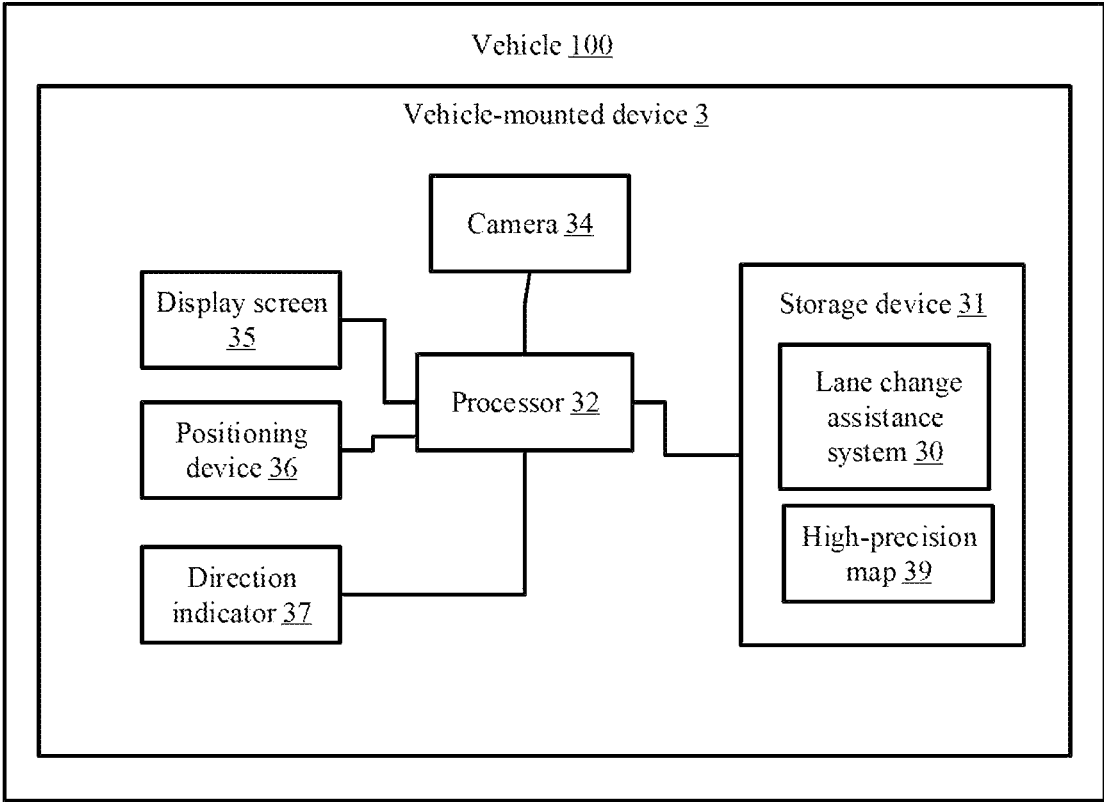 Vehicle 100
Vehicle-mounted device 3
Camera 34
Display screen
35
Storage device 31
Processor 32
Lane change
assistance
system 30
Positioning
device 36
High-precision
map 39
Direction
indicator 37